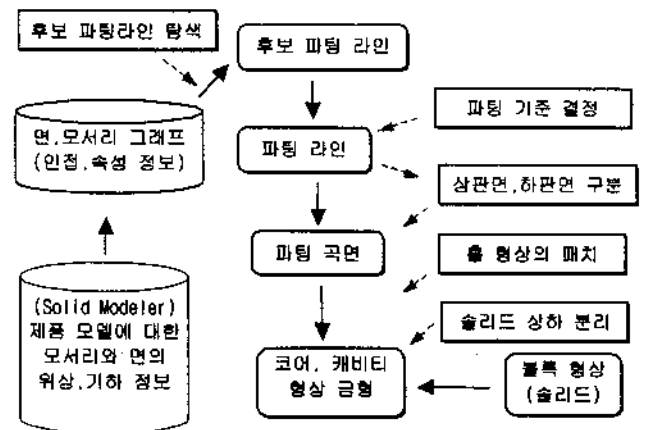 후보 파팅라인 탐색
후보 파팅 라인
면,모서리 그래프
(인접,속성 정보)
파팅 기준 결정
파팅 라인
상판면,하판면 구분
파팅 곡면
홀 형상의 패치
(Solid Modeler)
제품 모델에 대한
모서리와 면의
위상,기하 정보
솔리드 상하 분리
코어, 캐비티
형상 금형
블록 형상
(솔리드)